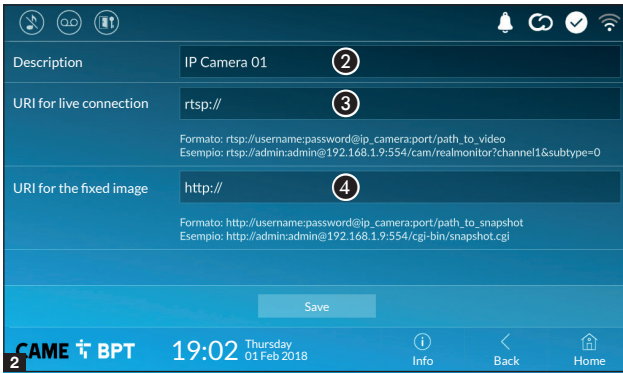 Description
IP Camera 01
2
URI for live connection
rtsp://
3
Formato: rtsp://username:password@ip_camera:port/path_to_video
Esempio: rtsp://admin:admin@192.168.1.9:554/cam/realmonitor?channel1&subtype=0
URI for the fixed image
http://
4
Formato: http://username:password@ip_camera:port/path_to_snapshot
Esempio: http://admin:admin@192.168.1.9:554/cgi-bin/snapshot.cgi
Save
CAME BPT
19:02
Thursday
01 Feb 2018
Info
Back
Home
2